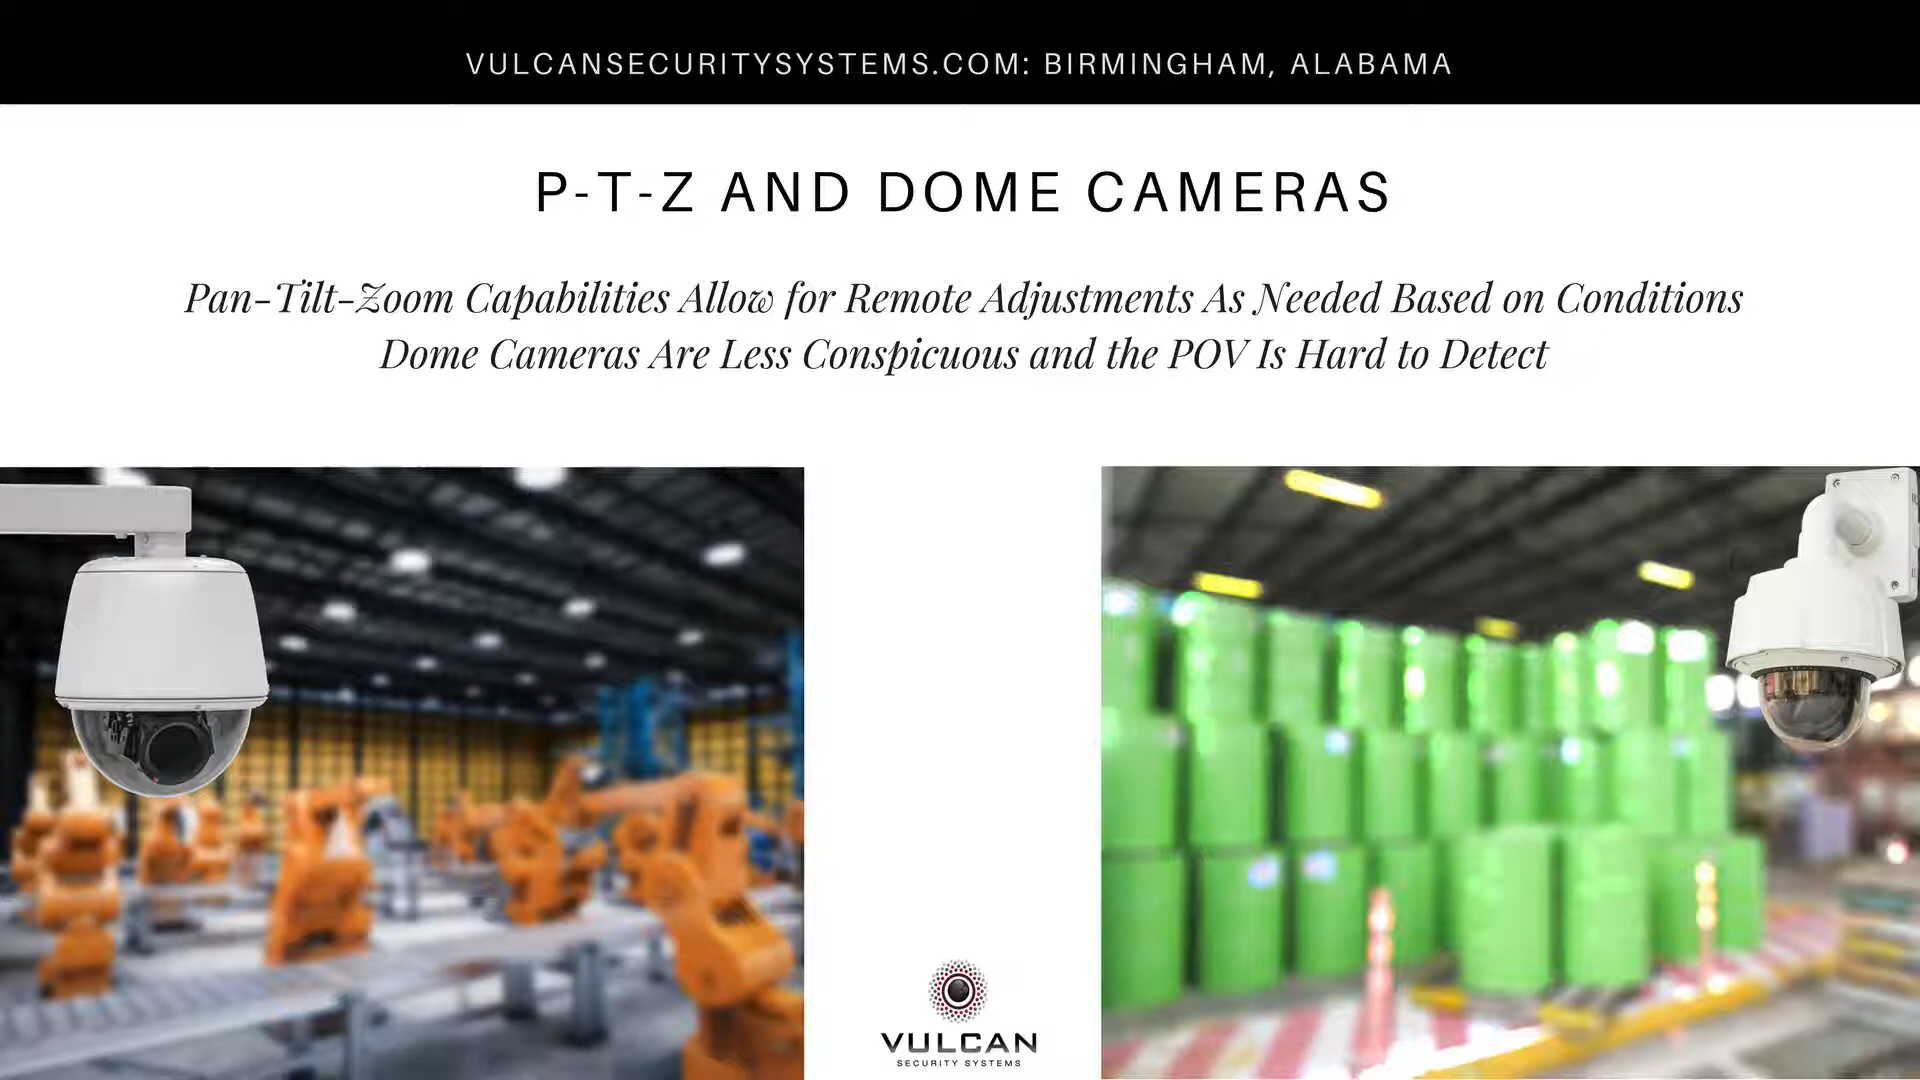 VULCANSECURITYSYSTEMS.COM: BIRMINGHAM, ALABAMA
P-T-Z AND DOME CAMERAS
Pan-Tilt-Zoom Capabilities Allow for Remote Adjustments As Needed Based on Conditions
Dome Cameras Are Less Conspicuous and the POV Is Hard to Detect
VULCAN
SECURITY SYSTEMS